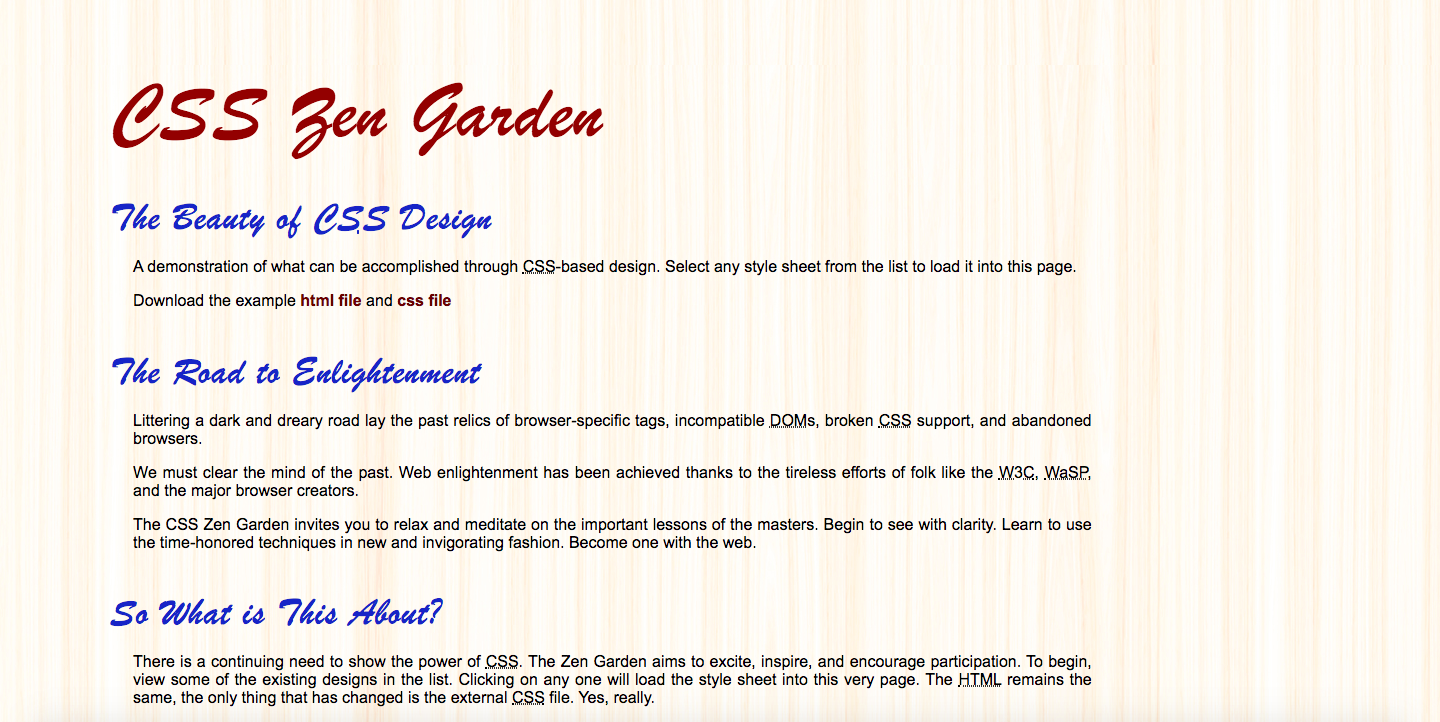 CSS Zen Garden
The Beauty of CSS Design
A demonstration of what can be accomplished through CSS-based design. Select any style sheet from the list to load it into this page.
Download the example html file and css file
The Road to Enlightenment
Littering a dark and dreary road lay the past relics of browser-specific tags, incompatible DOMs, broken CSS support, and abandoned
browsers.
We must clear the mind of the past. Web enlightenment has been achieved thanks to the tireless efforts of folk like the W3C, WaSP,
and the major browser creators.
The CSS Zen Garden invites you to relax and meditate on the important lessons of the masters. Begin to see with clarity. Learn to use
the time-honored techniques in new and invigorating fashion. Become one with the web.
So What is This About?
There is a continuing need to show the power of CSS. The Zen Garden aims to excite, inspire, and encourage participation. To begin,
view some of the existing designs in the list. Clicking on any one will load the style sheet into this very page. The HTML remains the
same, the only thing that has changed is the external CSS file. Yes, really.